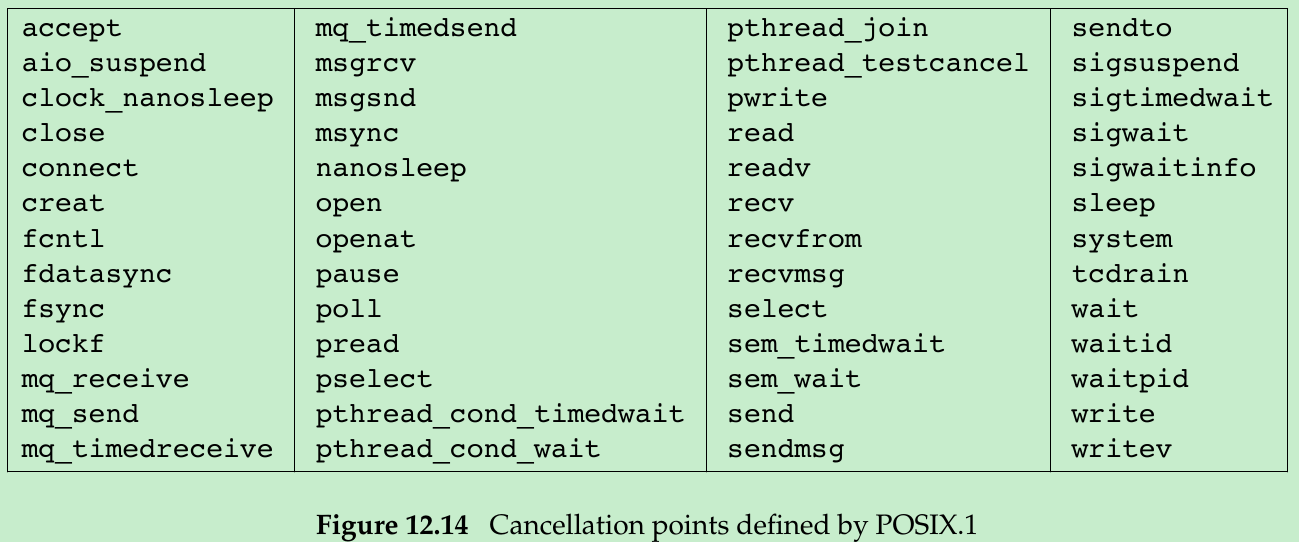 accept mq_timedsend pthread_join sendto
aio_suspend msgrcv pthread_testcancel sigsuspend
clock_nanosleep msgsnd pwrite sigtimedwait
close msync read sigwait
connect nanosleep readv sigwaitinfo
creat open recv sleep
fcntl openat recvfrom system
fdatasync pause recvmsg tcdrain
fsync poll select wait
lockf pread sem_timedwait waitid
mq_receive pselect sem_wait waitpid
mq_send pthread_cond_timedwait send write
mq_timedreceive pthread_cond_wait sendmsg writev
Figure 12.14 Cancellation points defined by POSIX.1